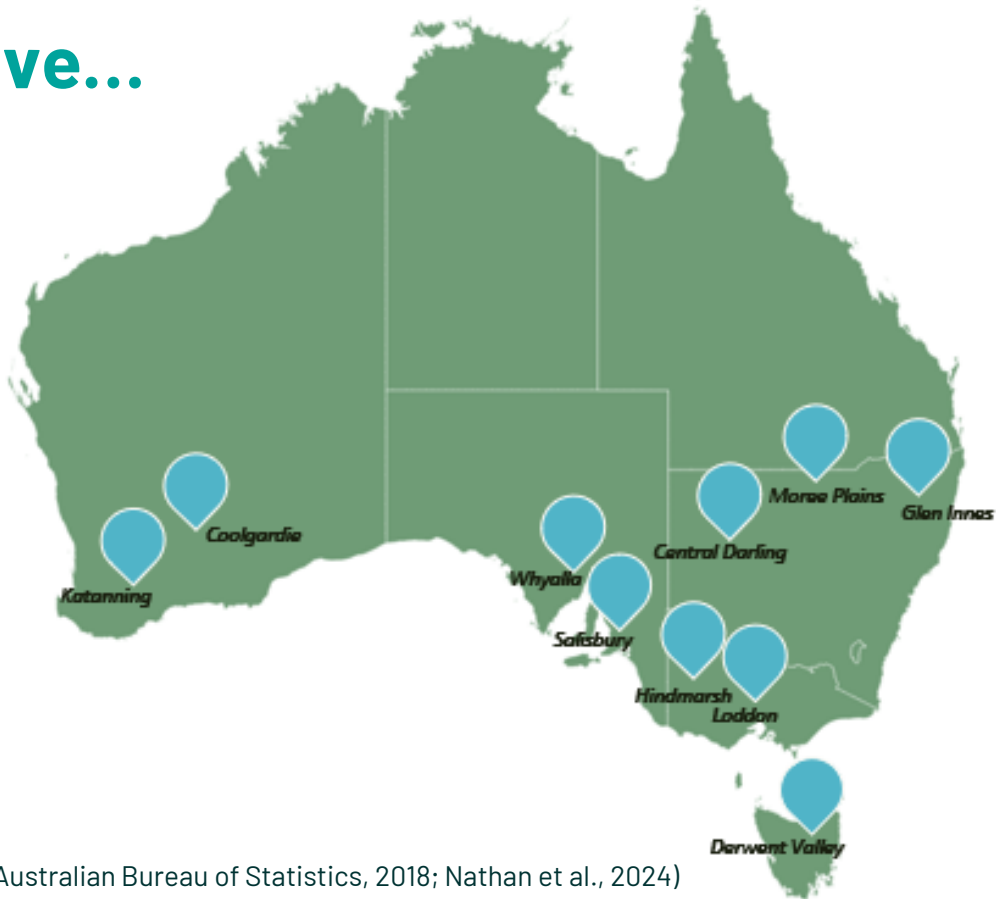 ve...
Moree Plains
Glen Innes
Coolgardie
Central Darling
Whyalla
Katanning
Salisbury
Hindmarsh
Loddon
Derwent Valley
Australian Bureau of Statistics, 2018; Nathan et al., 2024)